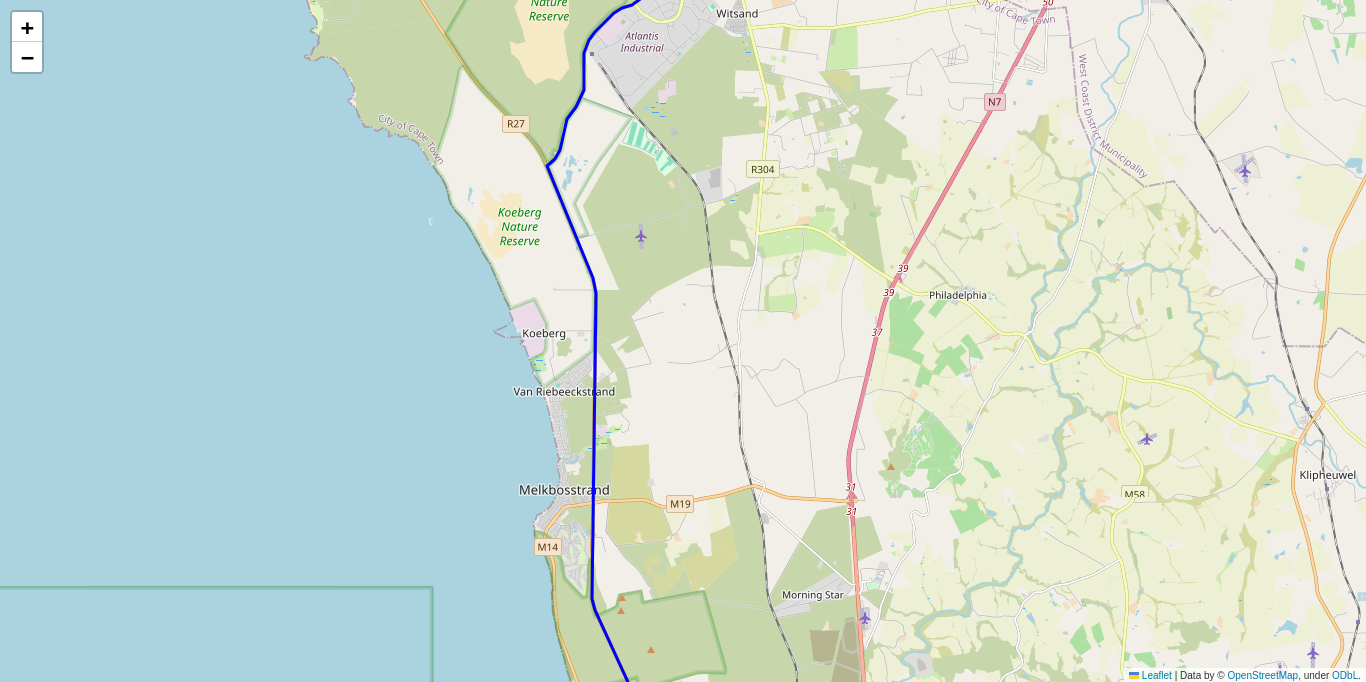 +
−
Nature
Reserve
Witsand
50
City of Cape Town
Atlantis
Industrial
West Coast District Municipality
N7
R27
City of Cape Town
R304
Koeberg
Nature
Reserve
39
39
Philadelphia
37
Koeberg
Van Riebeeckstrand
Klipheuwel
Melkbosstrand
31
M58
M19
31
M14
Morning Star
Leaflet | Data by © OpenStreetMap, under ODbL.